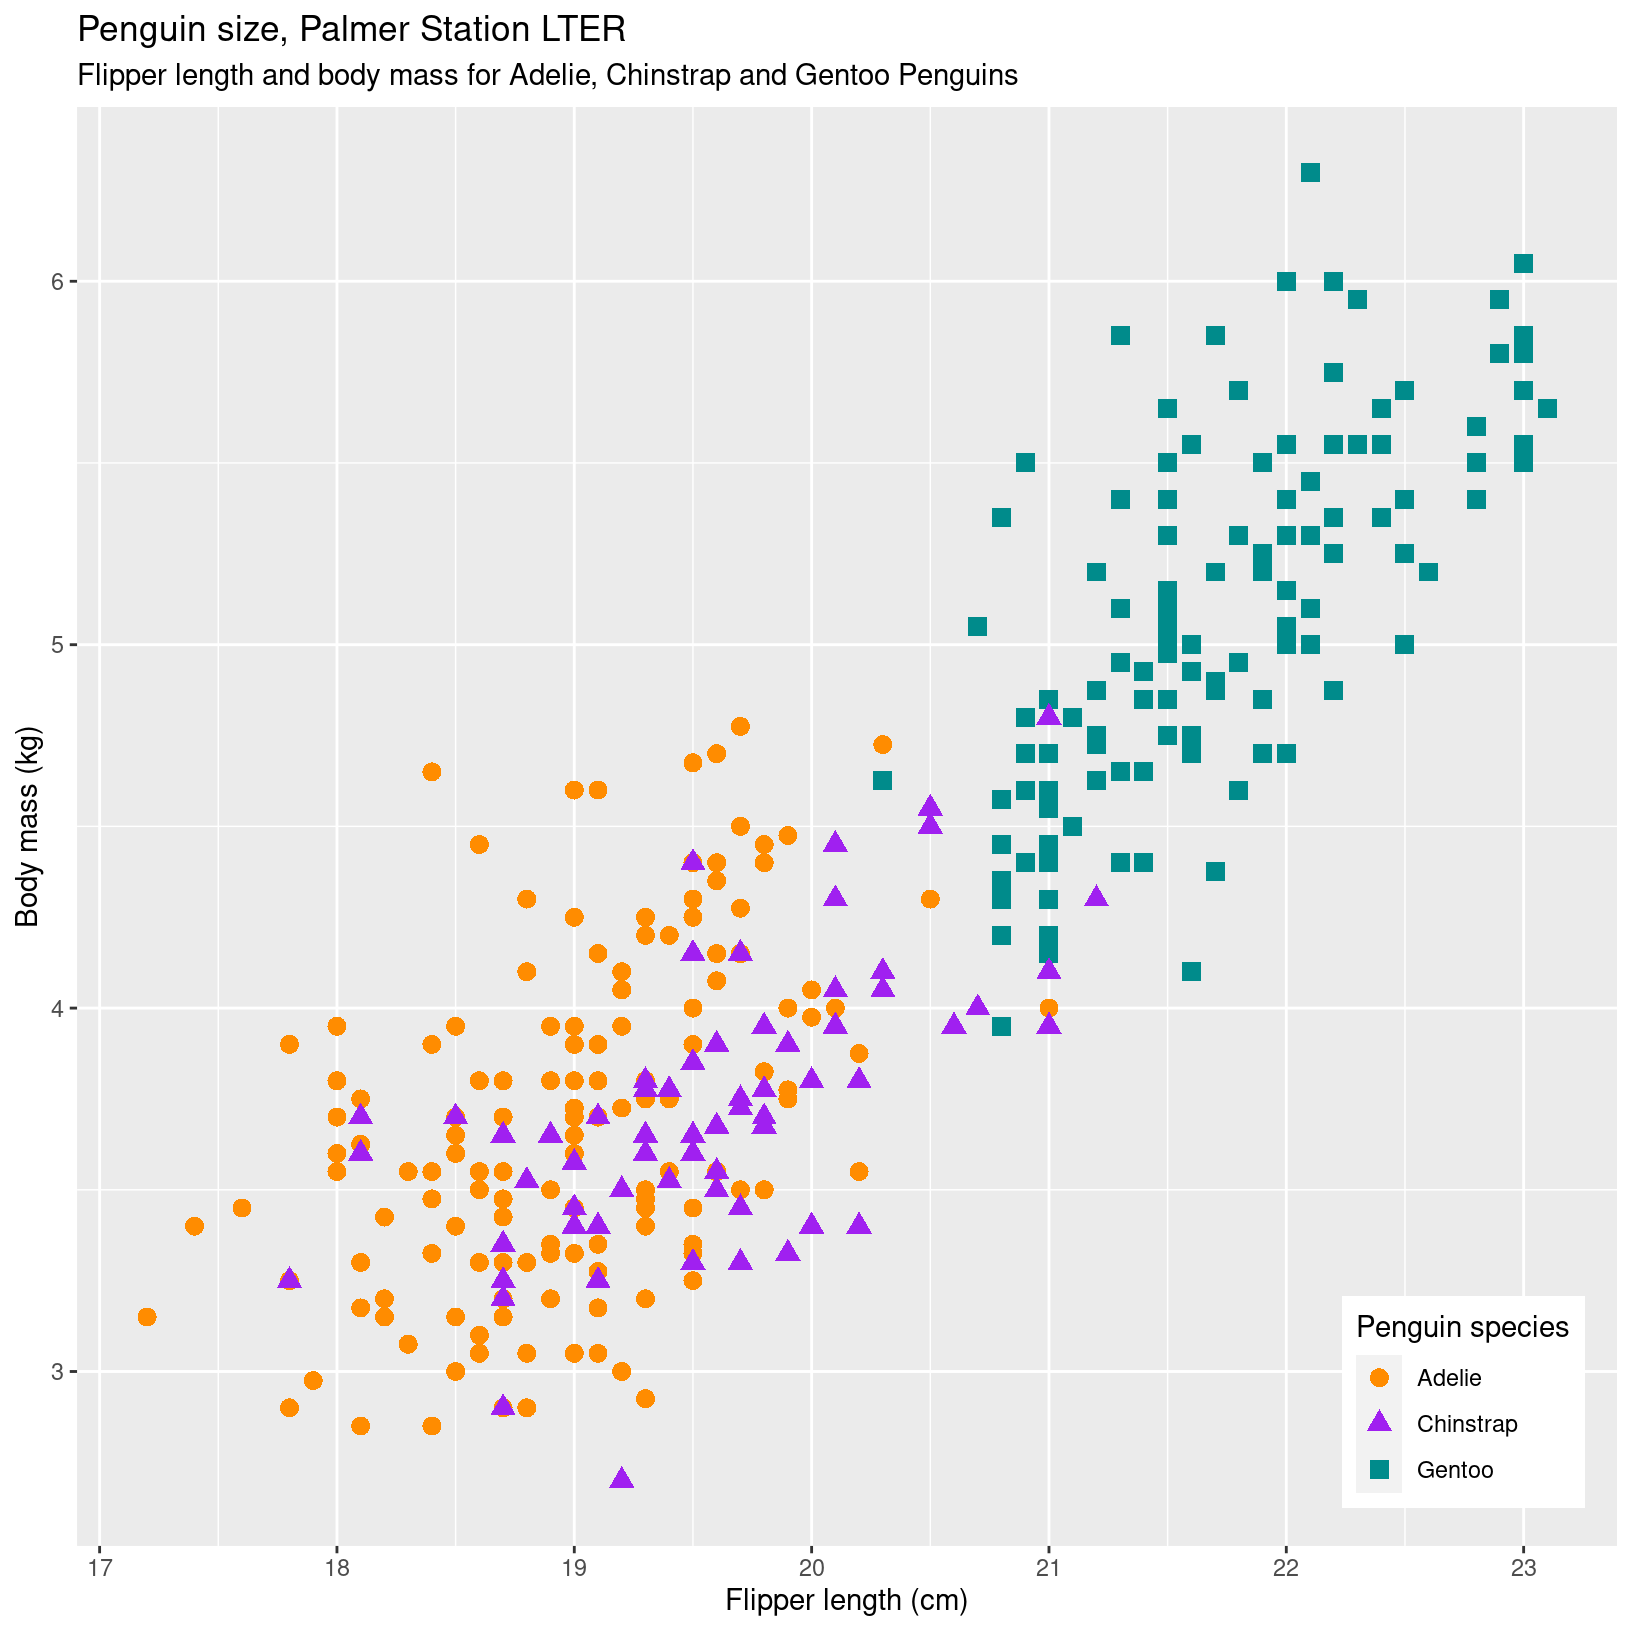 Penguin size, Palmer Station LTER
Flipper length and body mass for Adelie, Chinstrap and Gentoo Penguins
Body mass (kg)
6
5
4
3
Penguin species
Adelie
Chinstrap
Gentoo
17 18 19 20 21 22 23
Flipper length (cm)